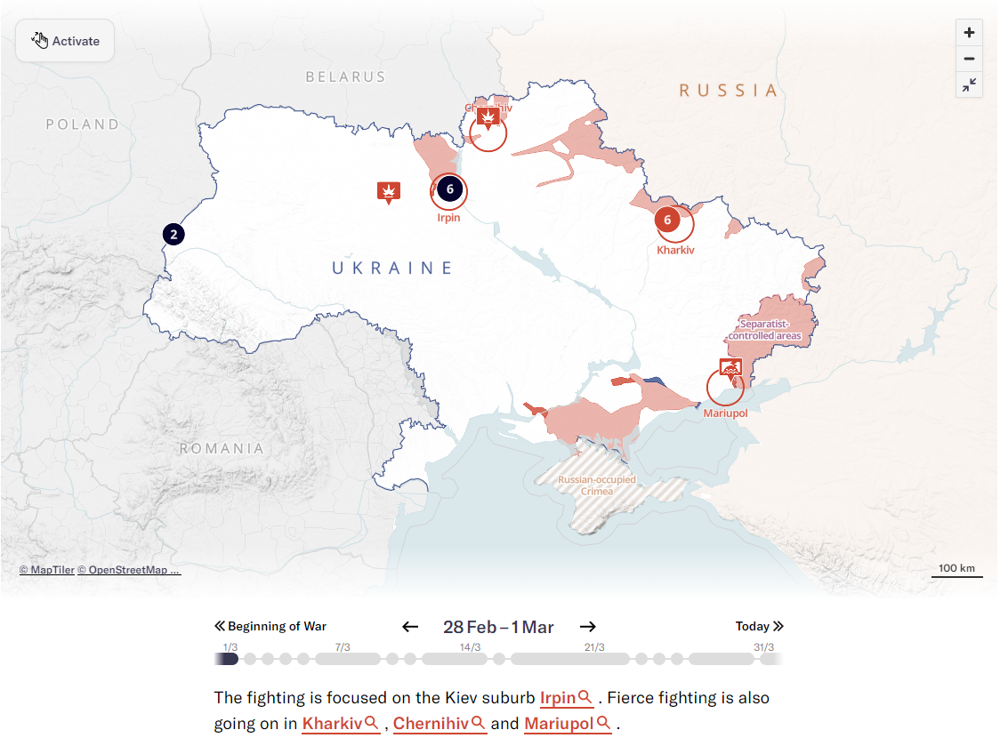 Activate
BELARUS
RUSSIA
POLAND
Chernihiv
6
Irpin
2
6
Kharkiv
UKRAINE
Separatist-
controlled areas
Mariupol
ROMANIA
Russian-occupied
Crimea
© MapTiler © OpenStreetMap ...
100 km
Beginning of War
28 Feb – 1 Mar
Today
1/3 7/3 14/3 21/3 31/3
The fighting is focused on the Kiev suburb Irpin . Fierce fighting is also
going on in Kharkiv , Chernihiv and Mariupol .